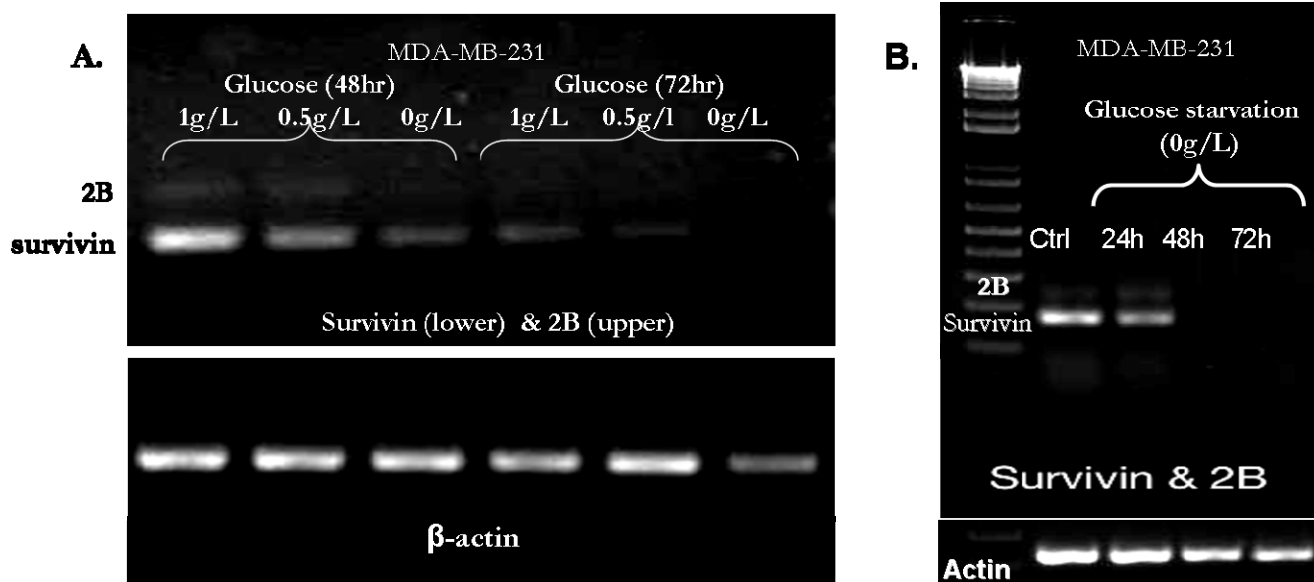 A.
MDA-MB-231
Glucose (48hr) Glucose (72hr)
1g/L 0.5g/L 0g/L 1g/L 0.5g/l 0g/L
2B
survivin
Survivin (lower) & 2B (upper)
β-actin
B.
MDA-MB-231
Glucose starvation
(0g/L)
Ctrl 24h 48h 72h
2B
Survivin
Survivin & 2B
Actin